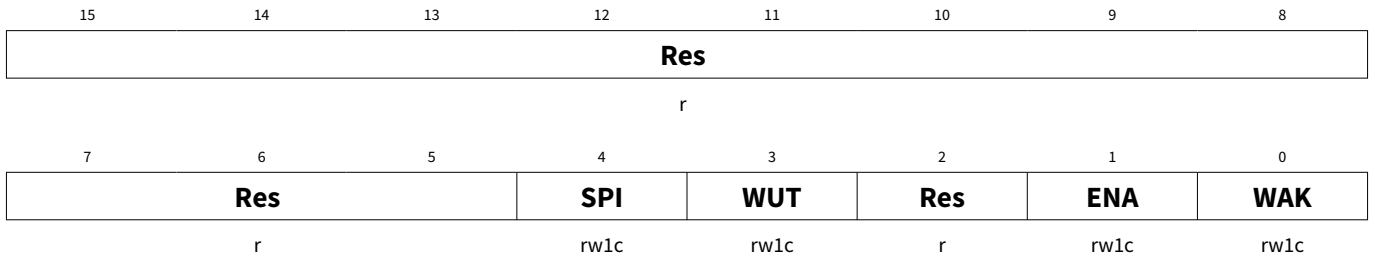 15 14 13 12 11 10 9 8
Res
r
7 6 5 4 3 2 1 0
Res SPI WUT Res ENA WAK
r rw1c rw1c r rw1c rw1c